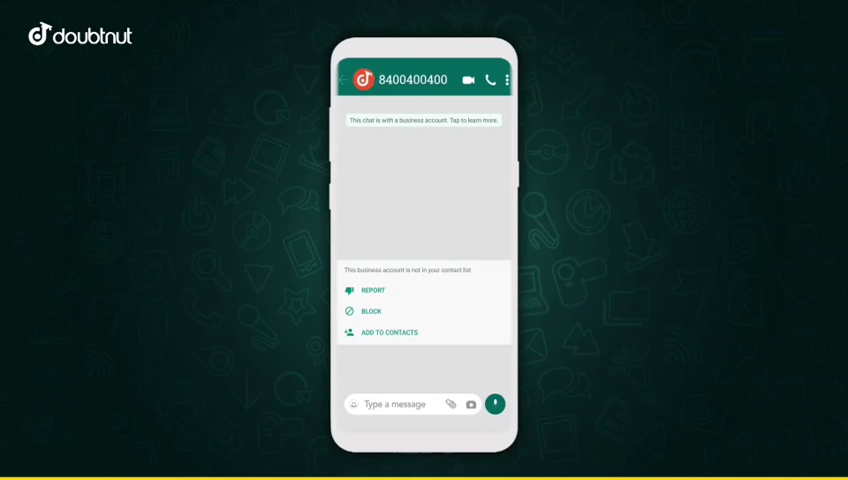 doubtnut
8400400400
This chat is with a business account. Tap to learn more.
This business account is not in your contact list
REPORT
BLOCK
ADD TO CONTACTS
Type a message